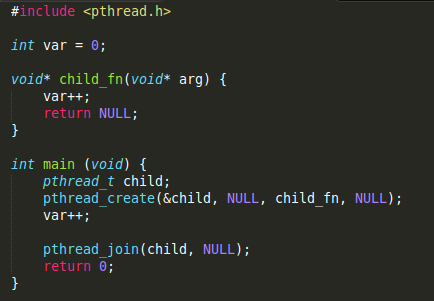 #include <pthread.h>
int var = 0;
void* child_fn(void* arg) {
var++;
return NULL;
}
int main (void) {
pthread_t child;
pthread_create(&child, NULL, child_fn, NULL);
var++;
pthread_join(child, NULL);
return 0;
}